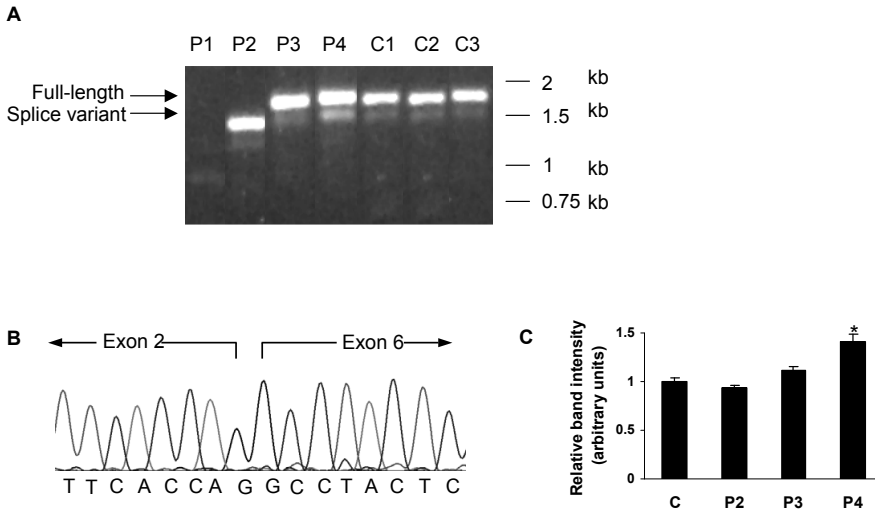 A
P1 P2 P3 P4 C1 C2 C3
Full-length
Splice variant
2 kb
1.5 kb
1 kb
0.75 kb
B
Exon 2 Exon 6
T T C A C C A G G C C T A C T C
C
Relative band intensity
(arbitrary units)
1.5
1
0.5
0
*
C P2 P3 P4